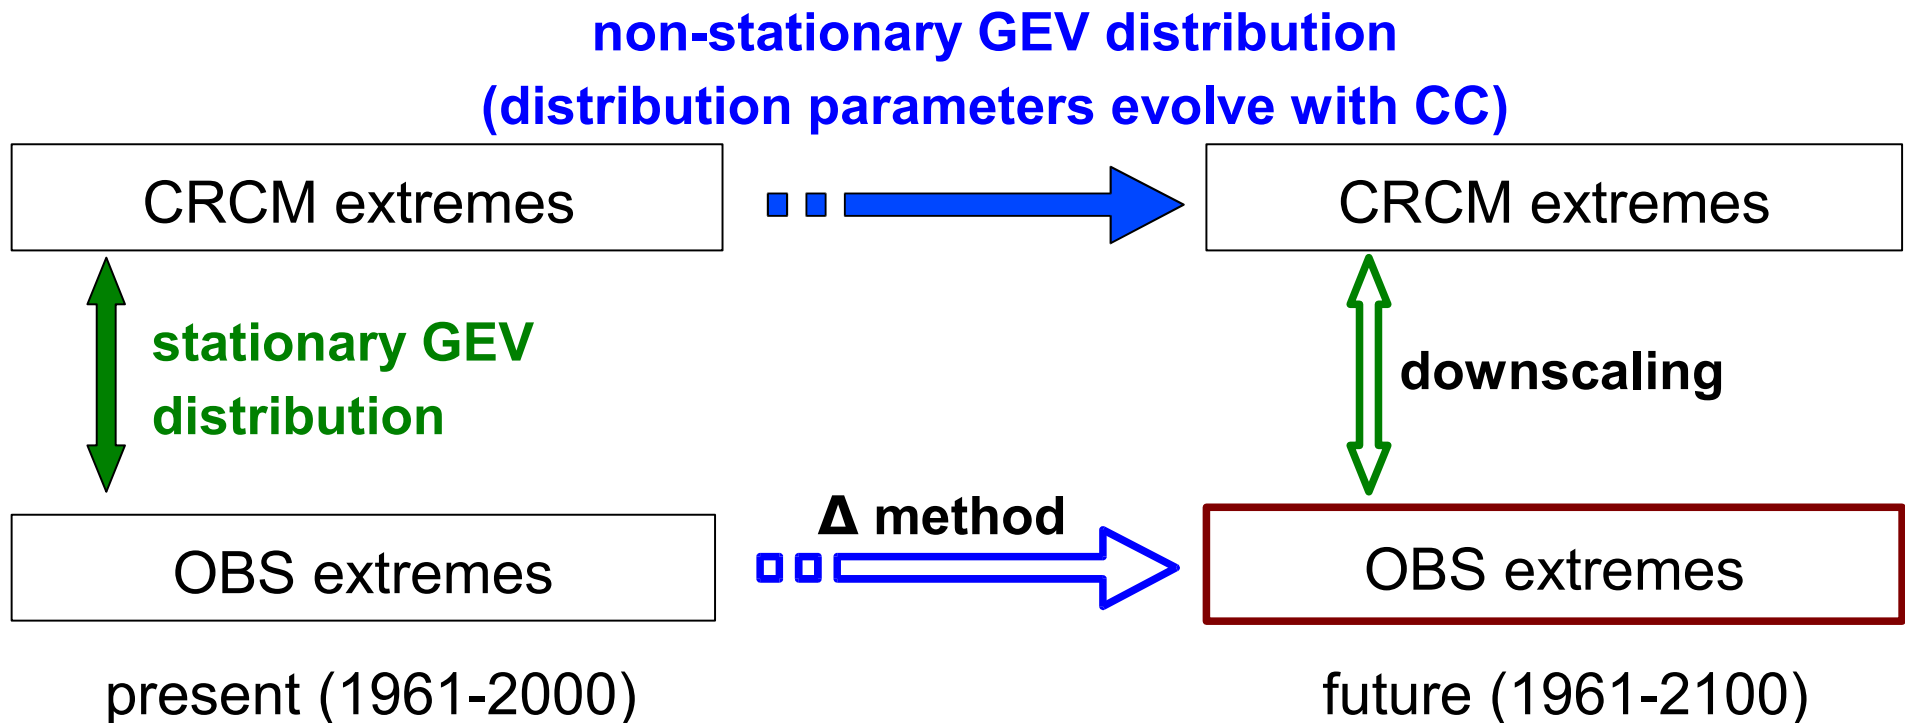 non-stationary GEV distribution
(distribution parameters evolve with CC)
CRCM extremes
CRCM extremes
stationary GEV
distribution
downscaling
Δ method
OBS extremes
OBS extremes
present (1961-2000)
future (1961-2100)